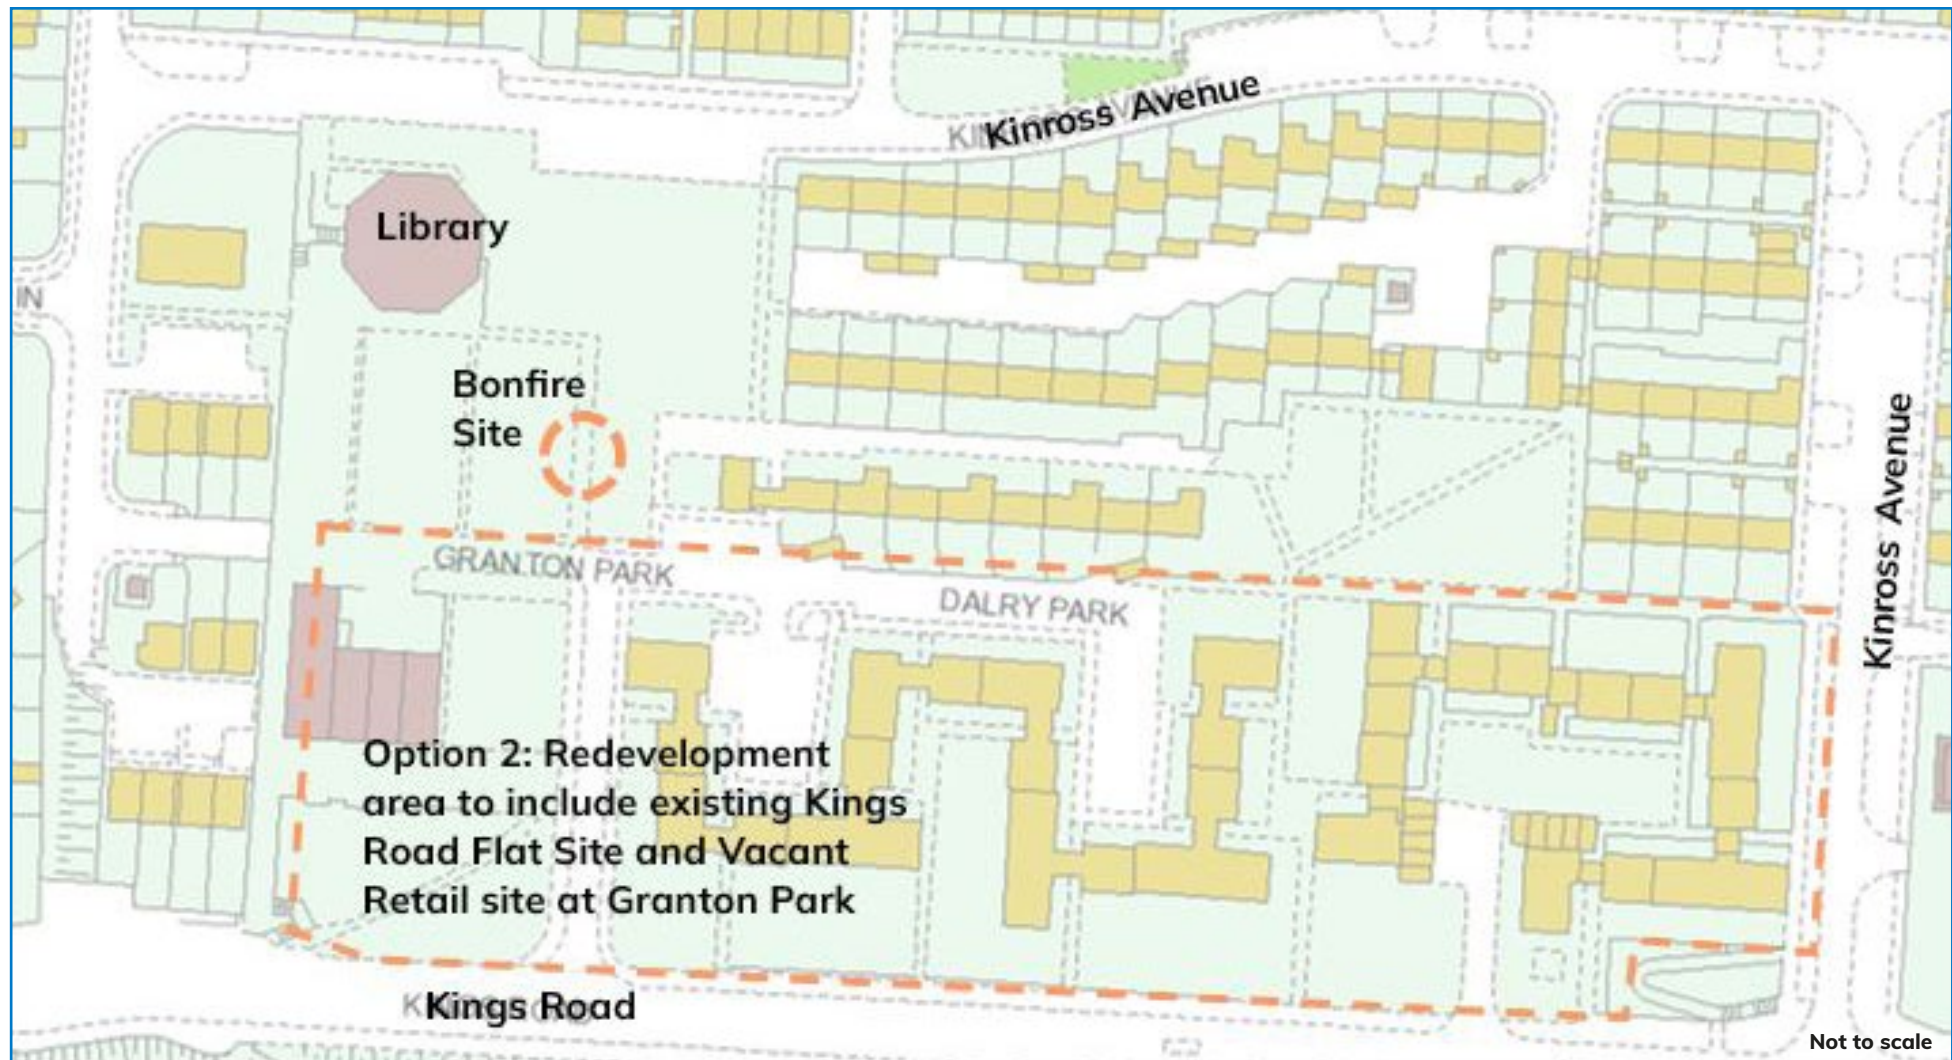 Kinross Avenue
Library
IN
Bonfire
Site
Kinross Avenue
GRANTON PARK
DALRY PARK
Option 2: Redevelopment
area to include existing Kings
Road Flat Site and Vacant
Retail site at Granton Park
Kings Road
Not to scale